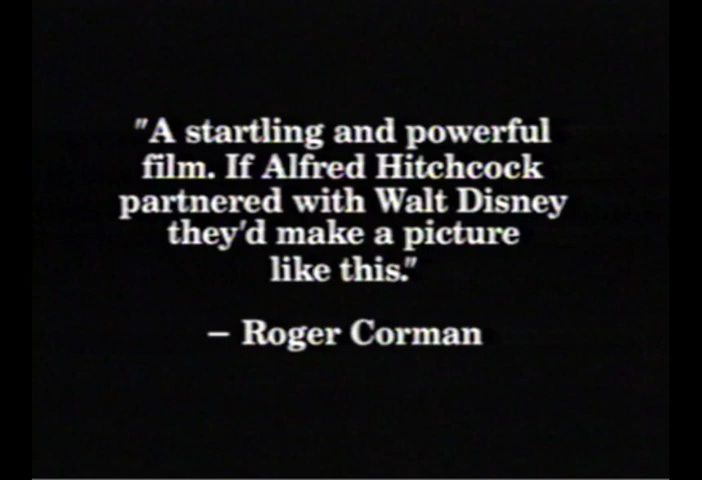 "A startling and powerful
film. If Alfred Hitchcock
partnered with Walt Disney
they'd make a picture
like this."
– Roger Corman